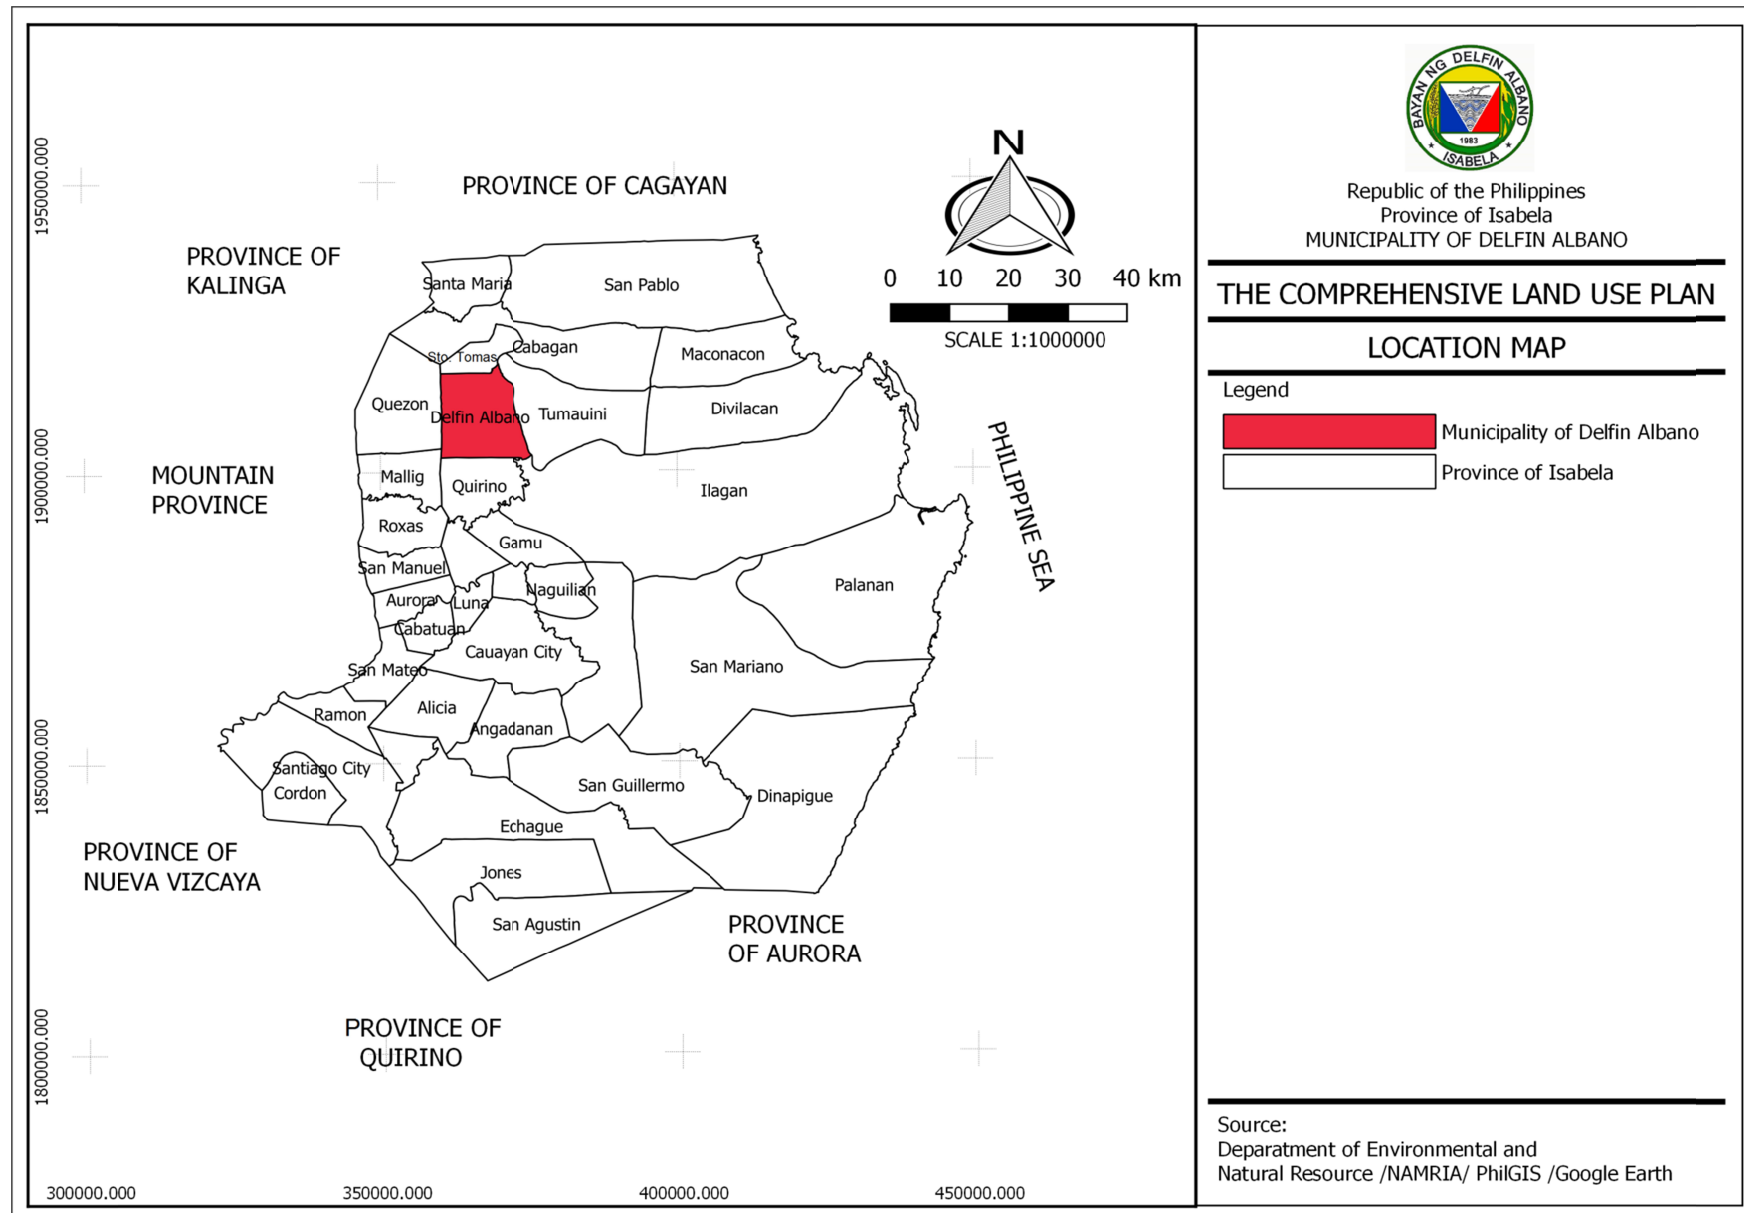 PROVINCE OF CAGAYAN
PROVINCE OF
KALINGA
MOUNTAIN
PROVINCE
PROVINCE OF
NUEVA VIZCAYA
PROVINCE OF
QUIRINO
PROVINCE
OF AURORA
PHILIPPINE SEA
N
0 10 20 30 40 km
SCALE 1:1000000
Santa Maria
San Pablo
Sto. Tomas
Cabagan
Maconacon
Quezon
Delfin Albano
Tumauini
Divilacan
Mallig
Quirino
Ilagan
Roxas
Gamu
San Manuel
Naguilian
Palanan
Aurora
Luna
Cabatuan
Cauayan City
San Mateo
San Mariano
Ramon
Alicia
Angadanan
Santiago City
Cordon
San Guillermo
Dinapigue
Echague
Jones
San Agustin
1950000.000
1900000.000
1850000.000
1800000.000
300000.000
350000.000
400000.000
450000.000
BAYAN NG DELFIN ALBANO
1983
ISABELA
Republic of the Philippines
Province of Isabela
MUNICIPALITY OF DELFIN ALBANO
THE COMPREHENSIVE LAND USE PLAN
LOCATION MAP
Legend
Municipality of Delfin Albano
Province of Isabela
Source:
Department of Environmental and
Natural Resource /NAMRIA/ PhilGIS /Google Earth